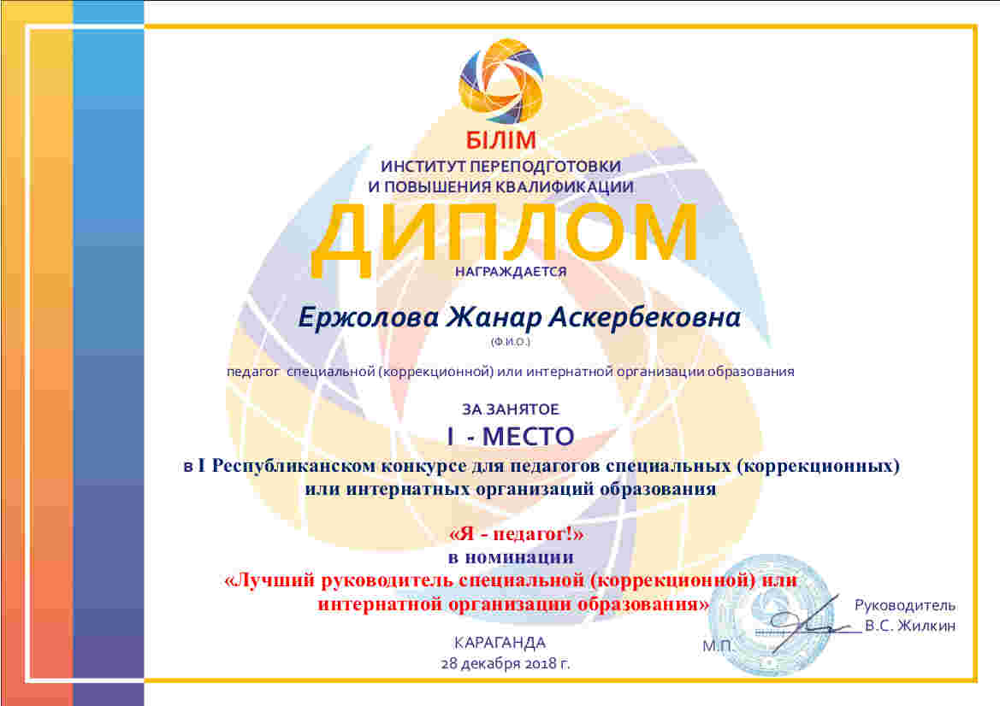 БІЛІМ
ИНСТИТУТ ПЕРЕПОДГОТОВКИ
И ПОВЫШЕНИЯ КВАЛИФИКАЦИИ
ДИПЛОМ
НАГРАЖДАЕТСЯ
Ержолова Жанар Аскербековна
(Ф.И.О.)
педагог специальной (коррекционной) или интернатной организации образования
ЗА ЗАНЯТОЕ
I - МЕСТО
в I Республиканском конкурсе для педагогов специальных (коррекционных)
или интернатных организаций образования
«Я - педагог!»
в номинации
«Лучший руководитель специальной (коррекционной) или
интернатной организации образования»
Руководитель
В.С. Жилкин
М.П.
КАРАГАНДА
28 декабря 2018 г.